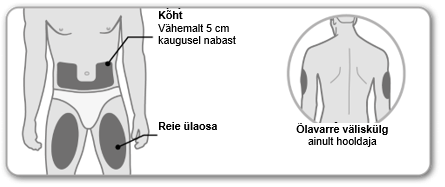 Kõht
Vähemalt 5 cm
kaugusel nabast
Reie ülaosa
Õlavarre väliskülg
ainult hooldaja